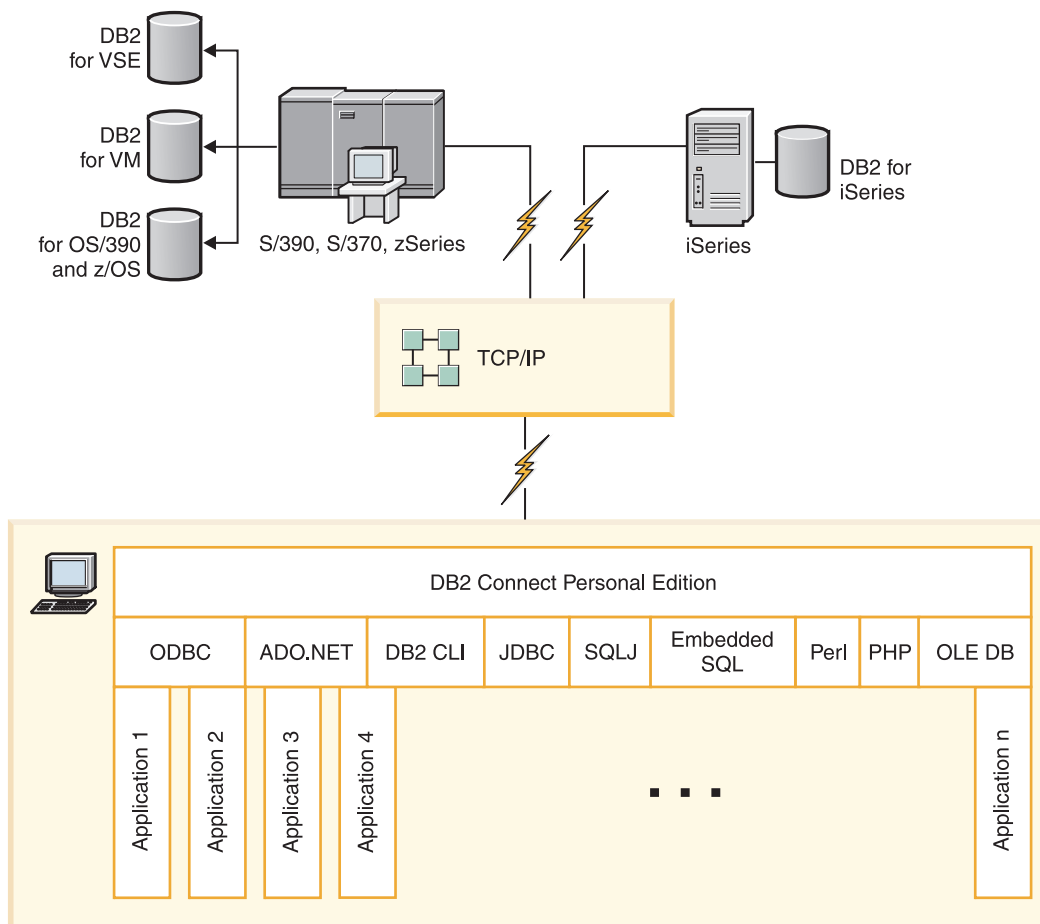 DB2
for VSE
DB2
for VM
DB2
for OS/390
and z/OS
S/390, S/370, zSeries
iSeries
DB2 for
iSeries
TCP/IP
DB2 Connect Personal Edition
ODBC
ADO.NET
DB2 CLI
JDBC
SQLJ
Embedded
SQL
Perl
PHP
OLE DB
Application 1
Application 2
Application 3
Application 4
. . .
Application n